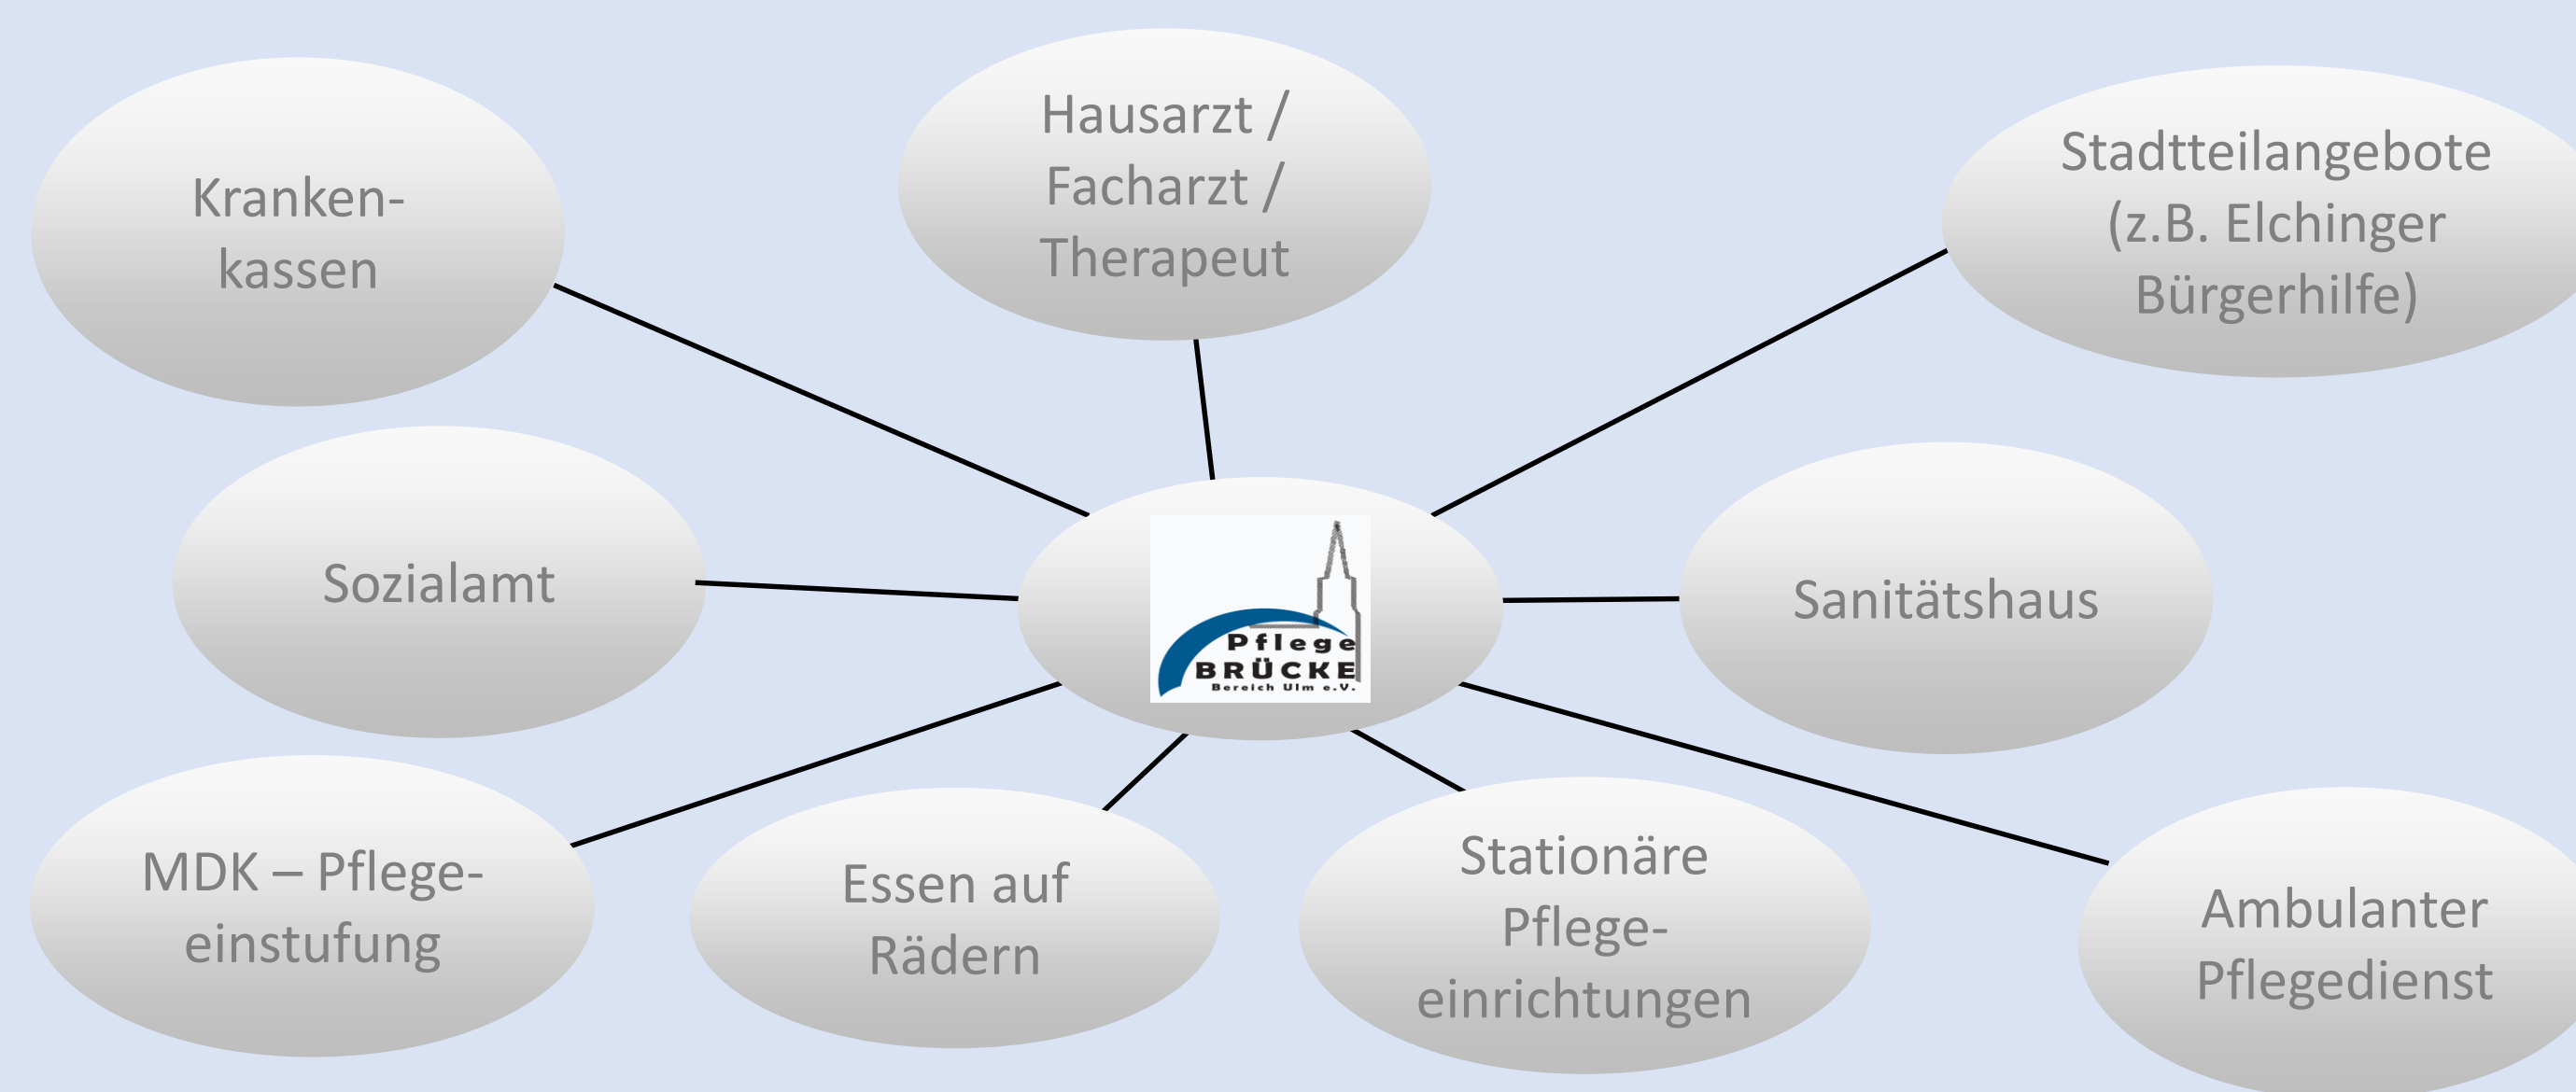 Kranken-
kassen
Hausarzt /
Facharzt /
Therapeut
Stadtteilangebote
(z.B. Elchinger
Bürgerhilfe)
Sozialamt
Pflege
BRÜCKE
Bereich Ulm e.V.
Sanitätshaus
MDK – Pflege-
einstufung
Essen auf
Rädern
Stationäre
Pflege-
einrichtungen
Ambulanter
Pflegedienst